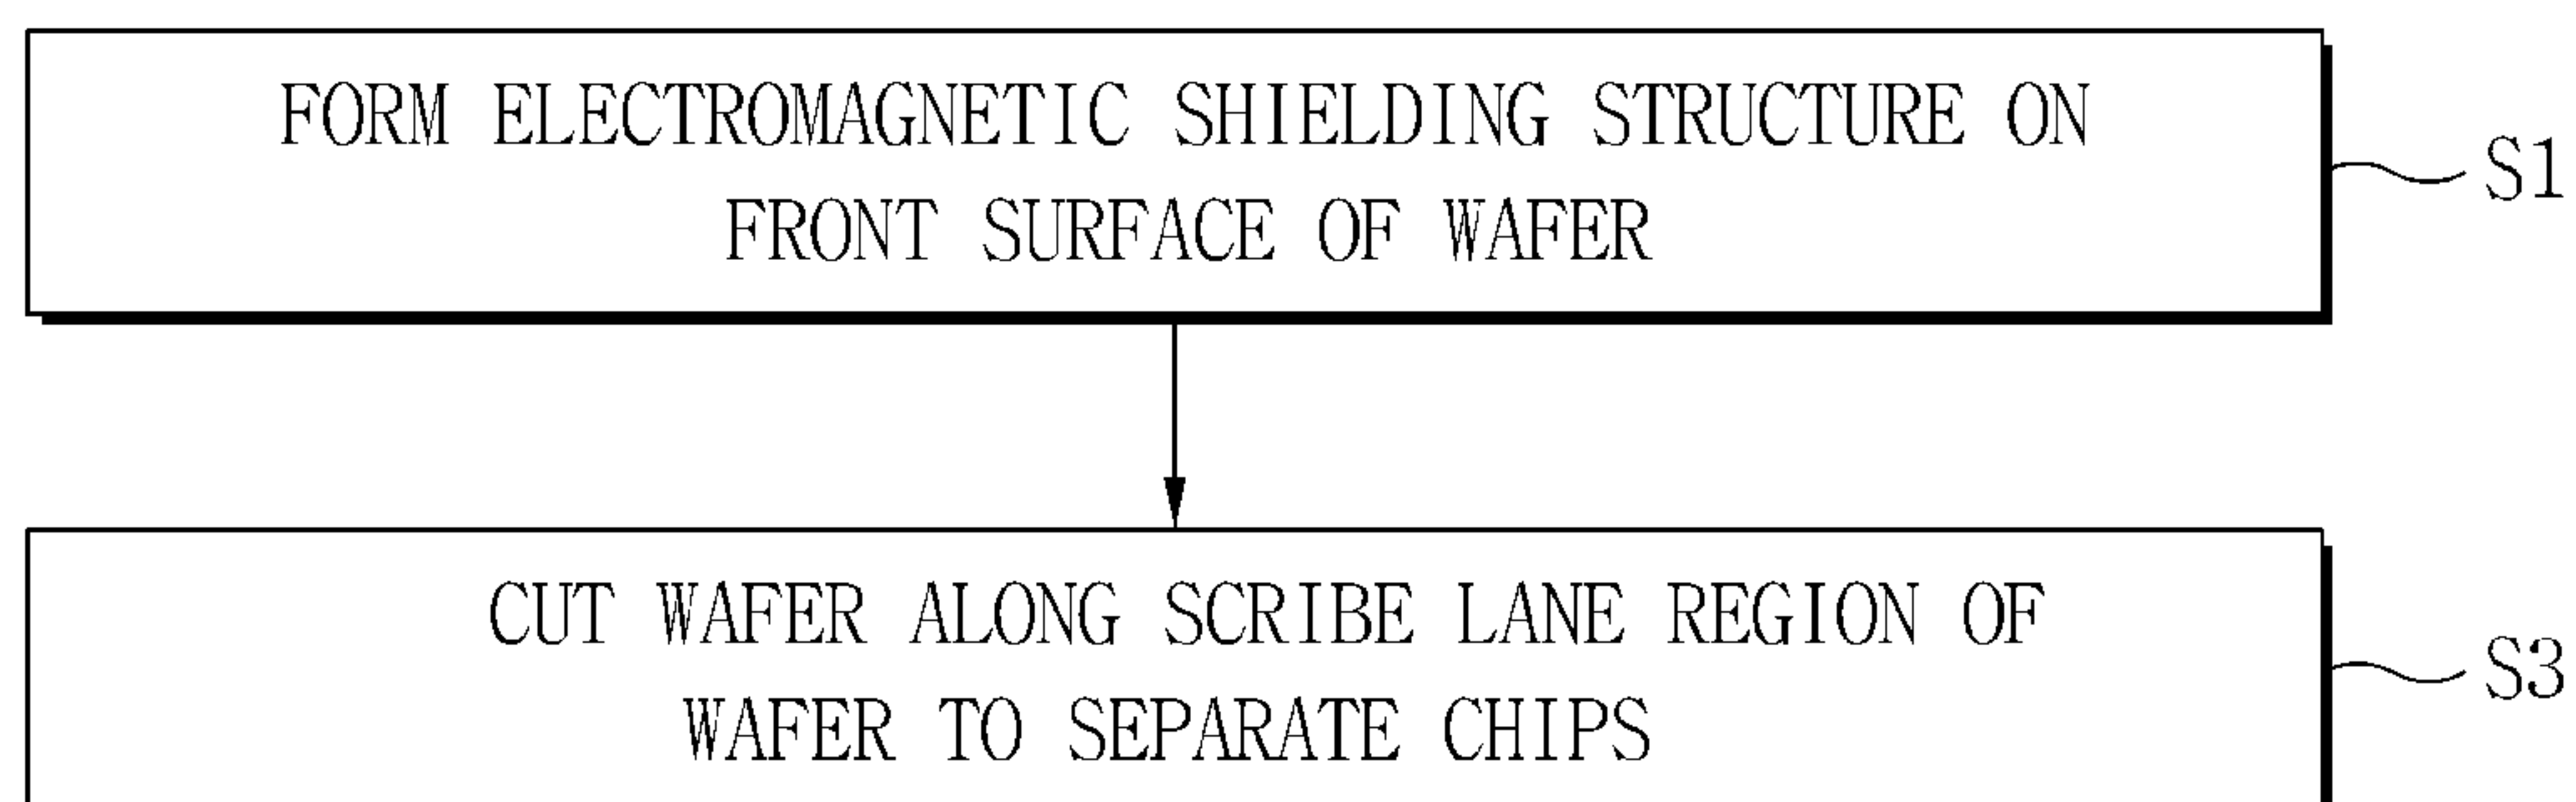 FORM ELECTROMAGNETIC SHIELDING STRUCTURE ON
FRONT SURFACE OF WAFER
S1
CUT WAFER ALONG SCRIBE LANE REGION OF
WAFER TO SEPARATE CHIPS
S3